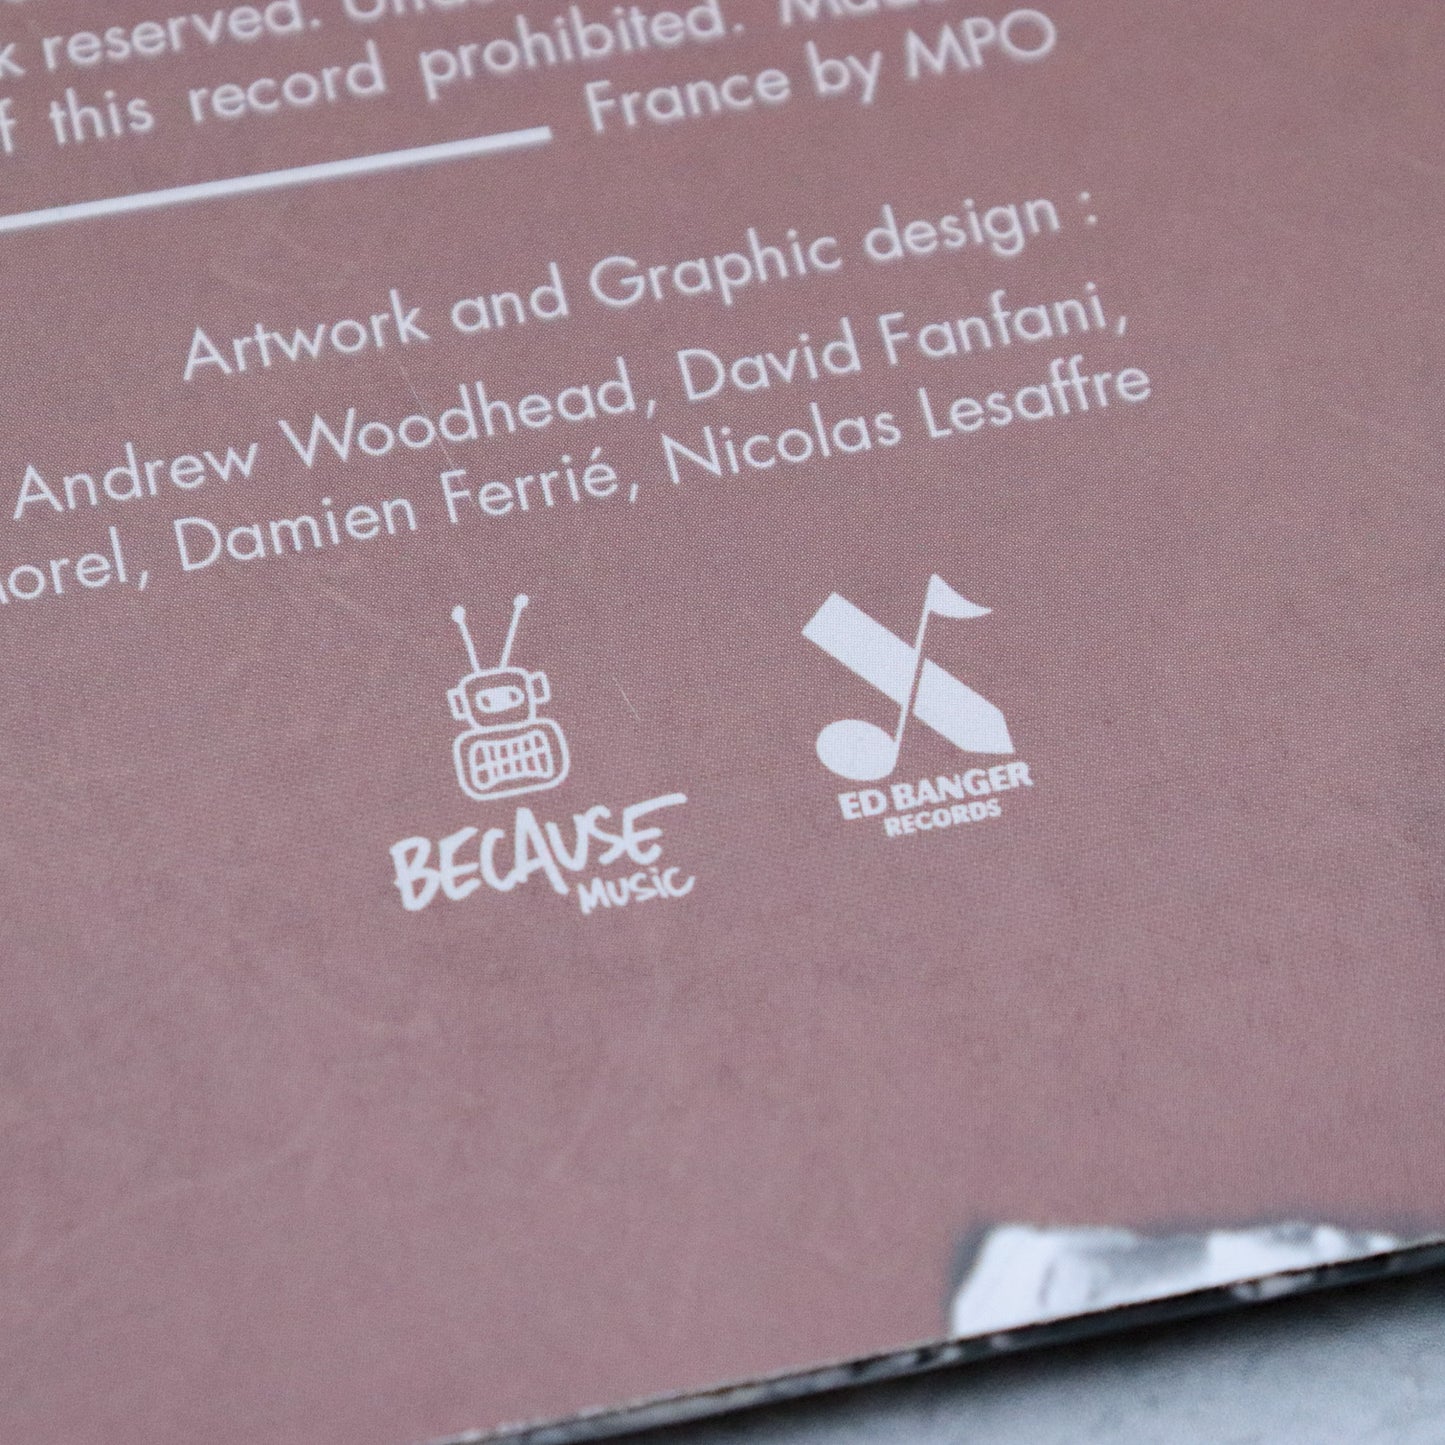 reserved.
this record prohibited.
France by MPO
Artwork and Graphic design :
Andrew Woodhead, David Fanfani,
Damien Ferrié, Nicolas Lesaffre
BECAUSE
MUSiC
ED BANGER
RECORDS